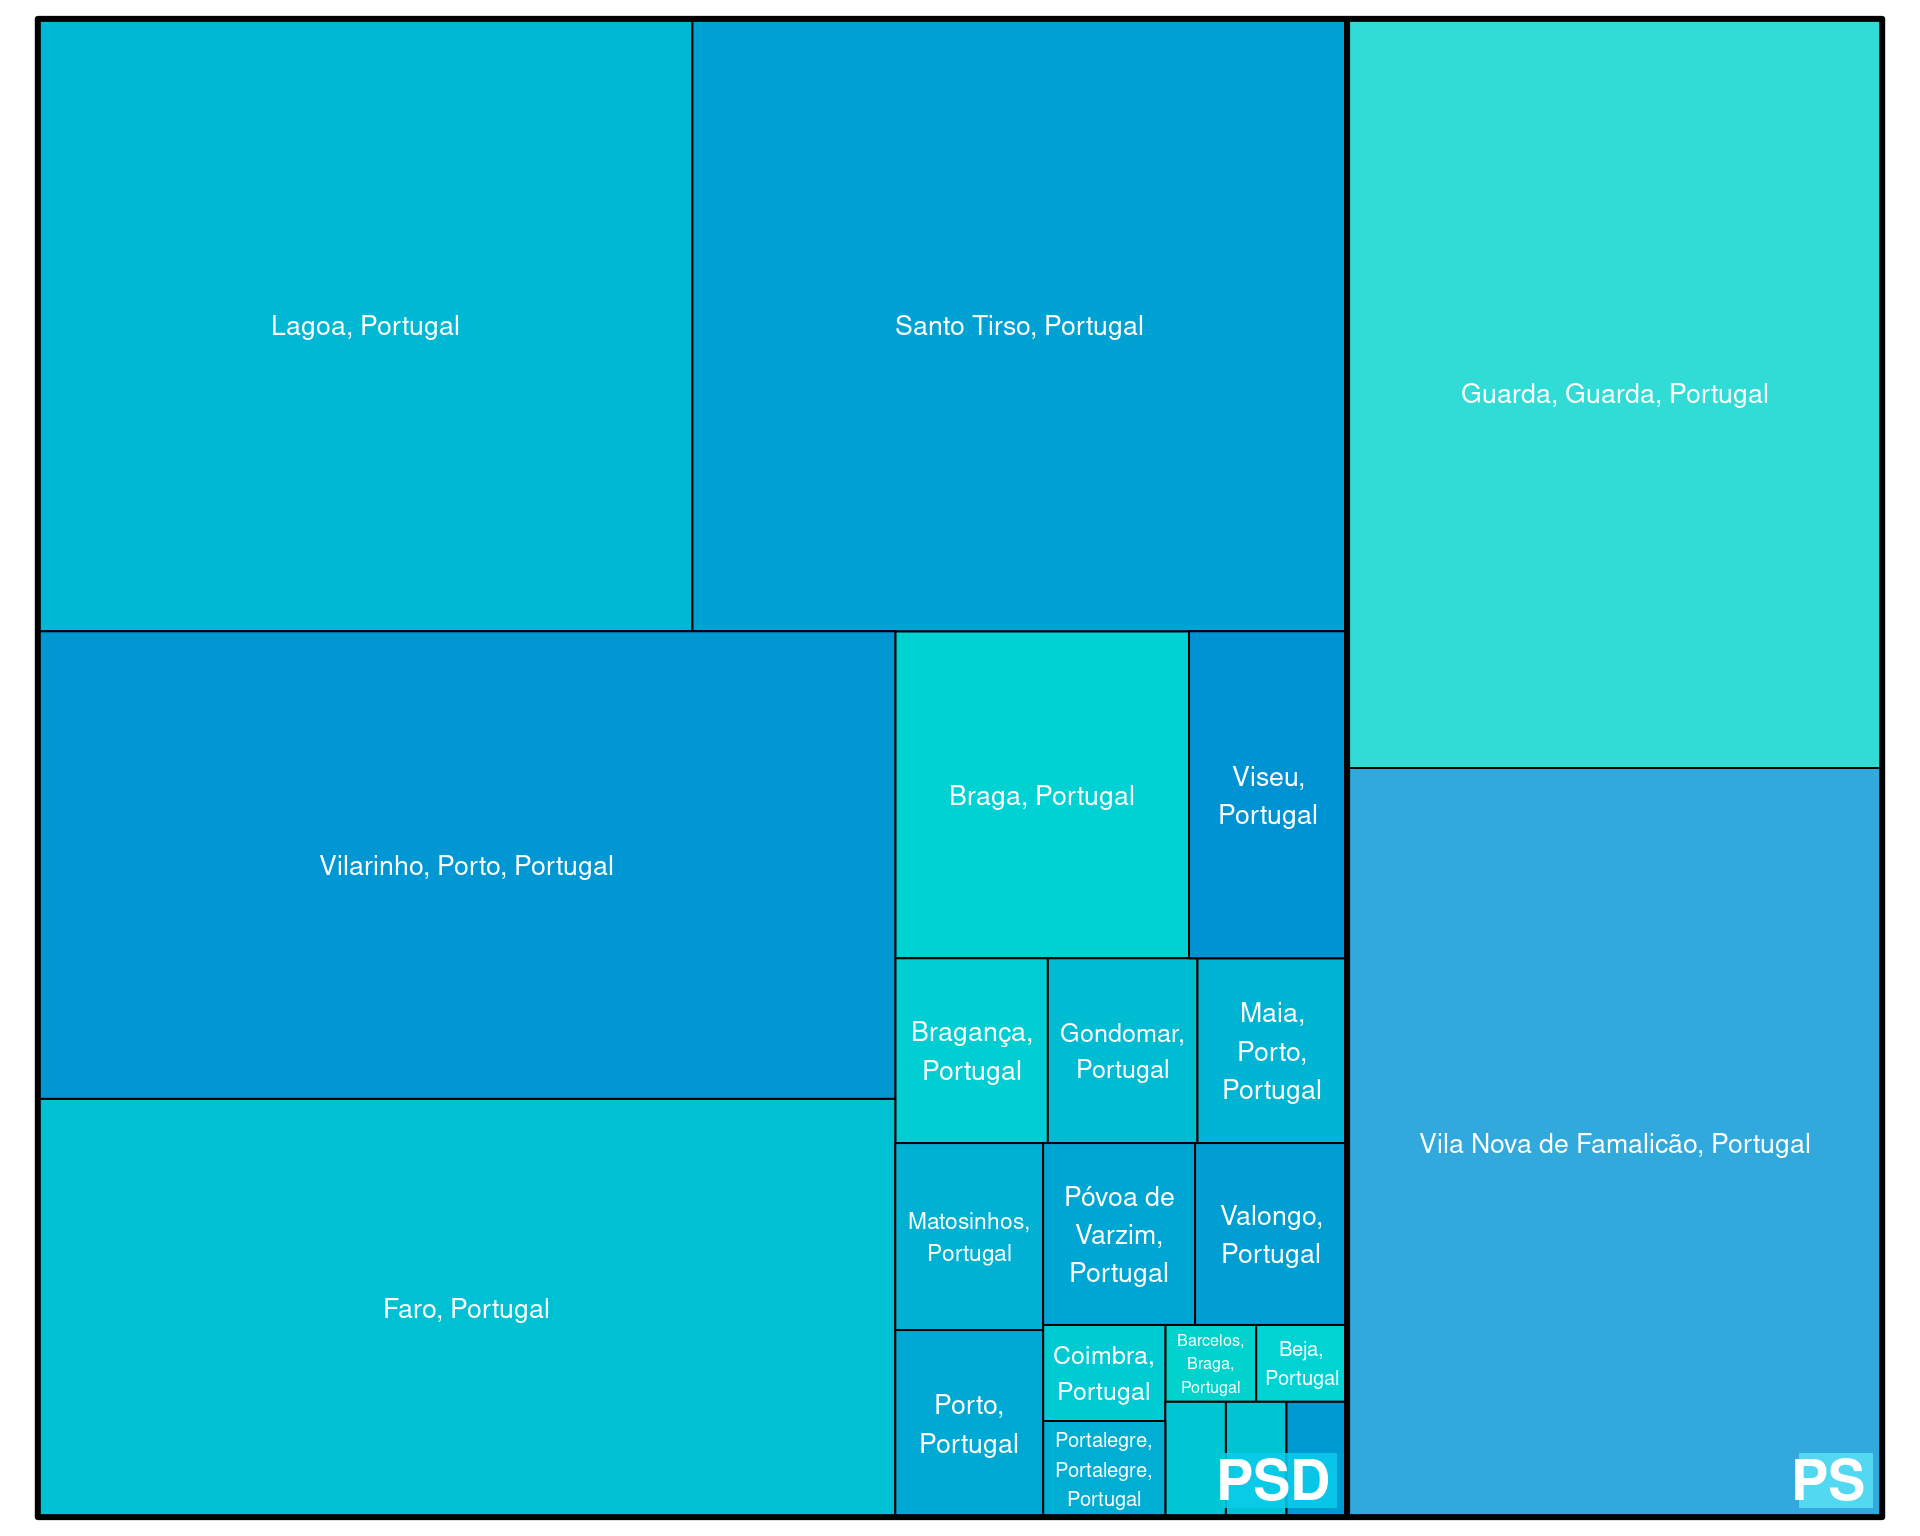 Lagoa, Portugal
Santo Tirso, Portugal
Guarda, Guarda, Portugal
Vilarinho, Porto, Portugal
Braga, Portugal
Viseu,
Portugal
Bragança,
Portugal
Gondomar,
Portugal
Maia,
Porto,
Portugal
Vila Nova de Famalicão, Portugal
Matosinhos,
Portugal
Póvoa de
Varzim,
Portugal
Valongo,
Portugal
Faro, Portugal
Porto,
Portugal
Coimbra,
Portugal
Barcelos,
Braga,
Portugal
Beja,
Portugal
Portalegre,
Portalegre,
Portugal
PSD
PS